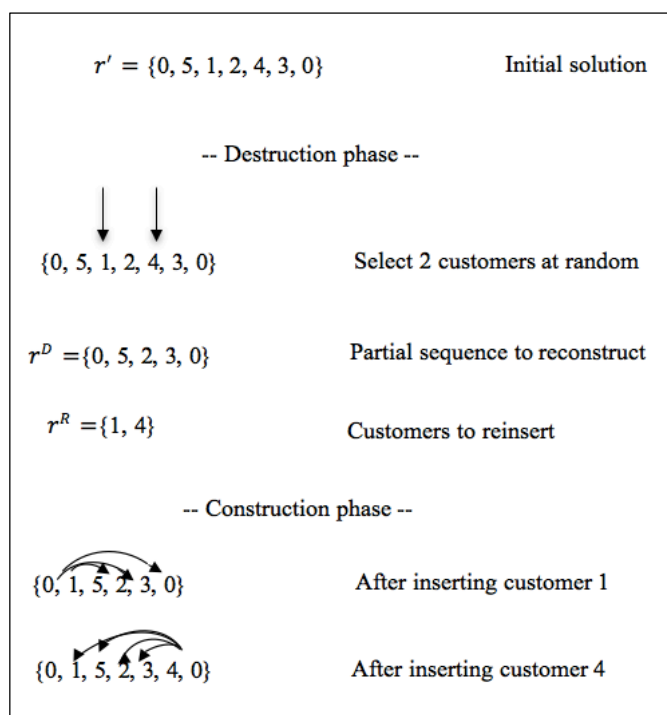 r′ = {0, 5, 1, 2, 4, 3, 0} Initial solution
-- Destruction phase --
{0, 5, 1, 2, 4, 3, 0} Select 2 customers at random
r^D ={0, 5, 2, 3, 0} Partial sequence to reconstruct
r^R ={1, 4} Customers to reinsert
-- Construction phase --
{0, 1, 5, 2, 3, 0} After inserting customer 1
{0, 1, 5, 2, 3, 4, 0} After inserting customer 4